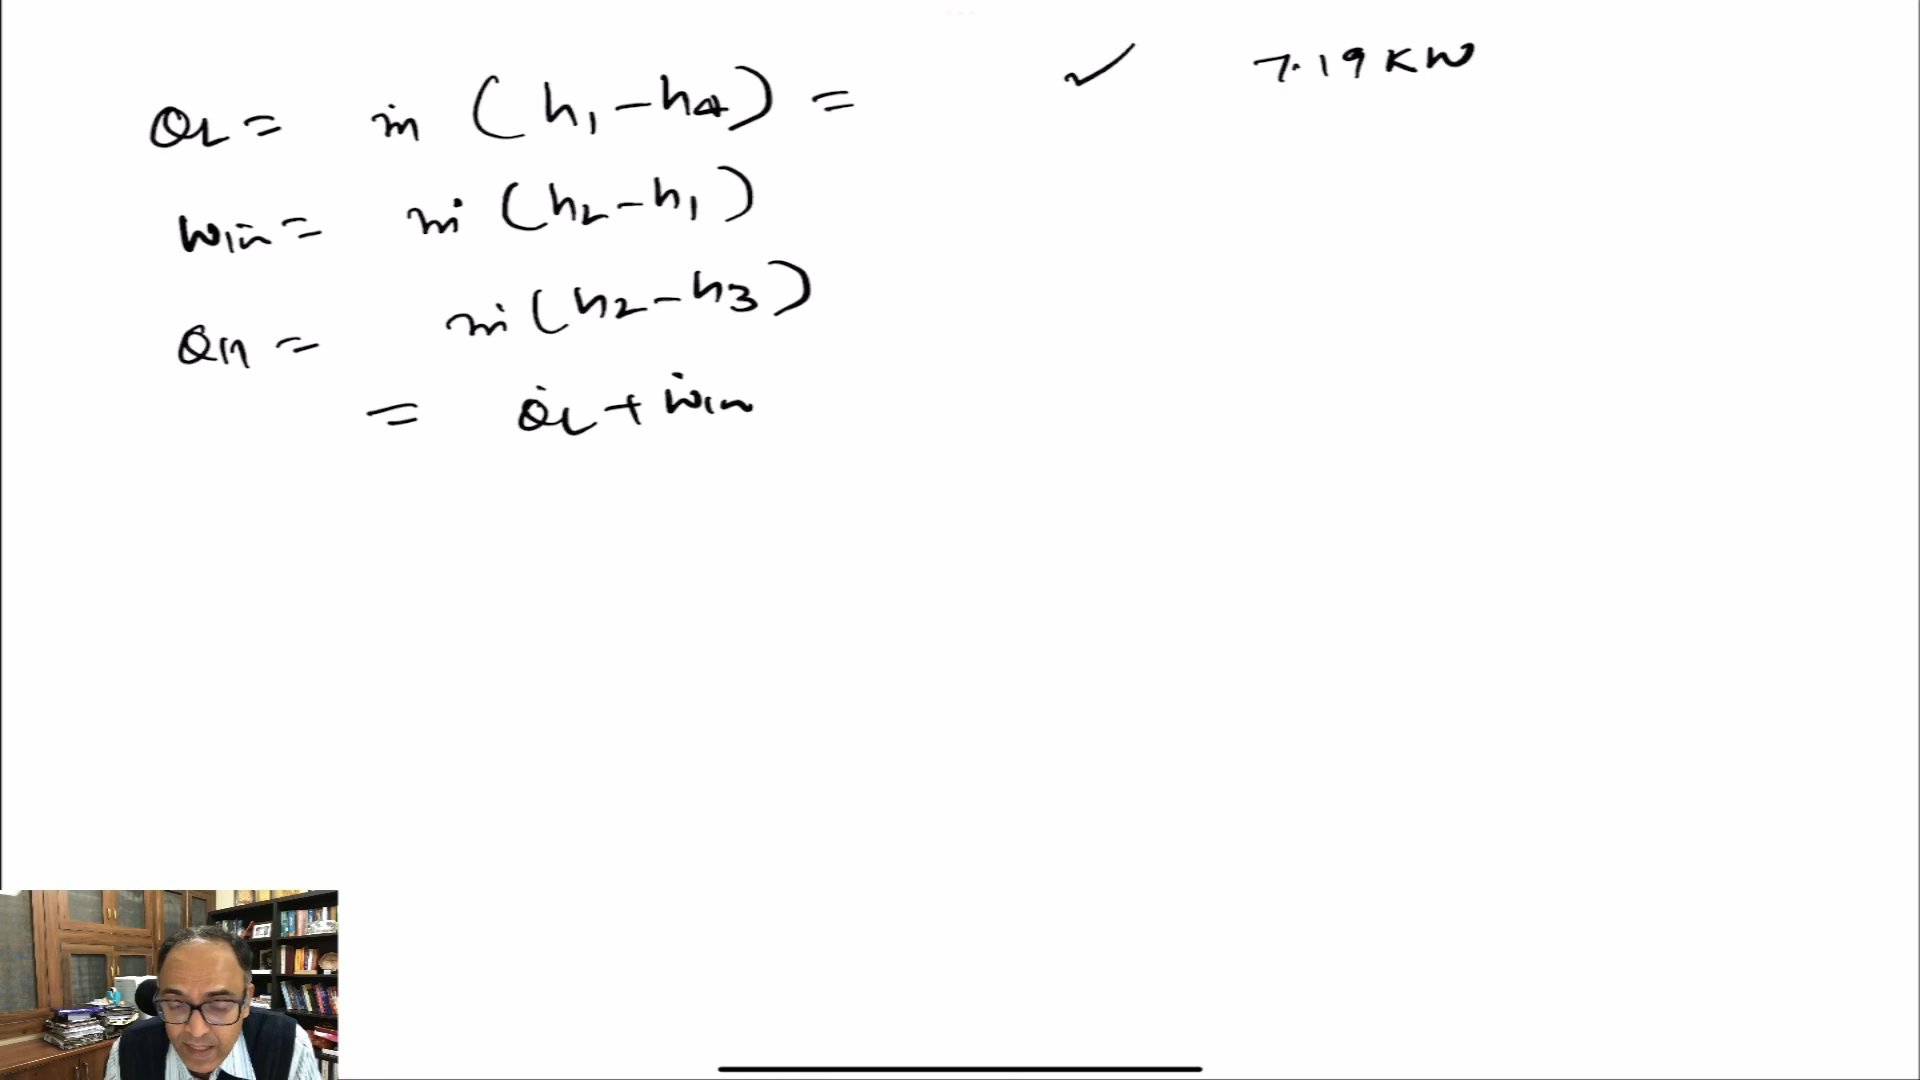 QL = ṁ (h1 - h4) = ✓ 7.19 KW
Win = ṁ (h2 - h1)
QH = ṁ (h2 - h3)
= Q̇L + Ẇin